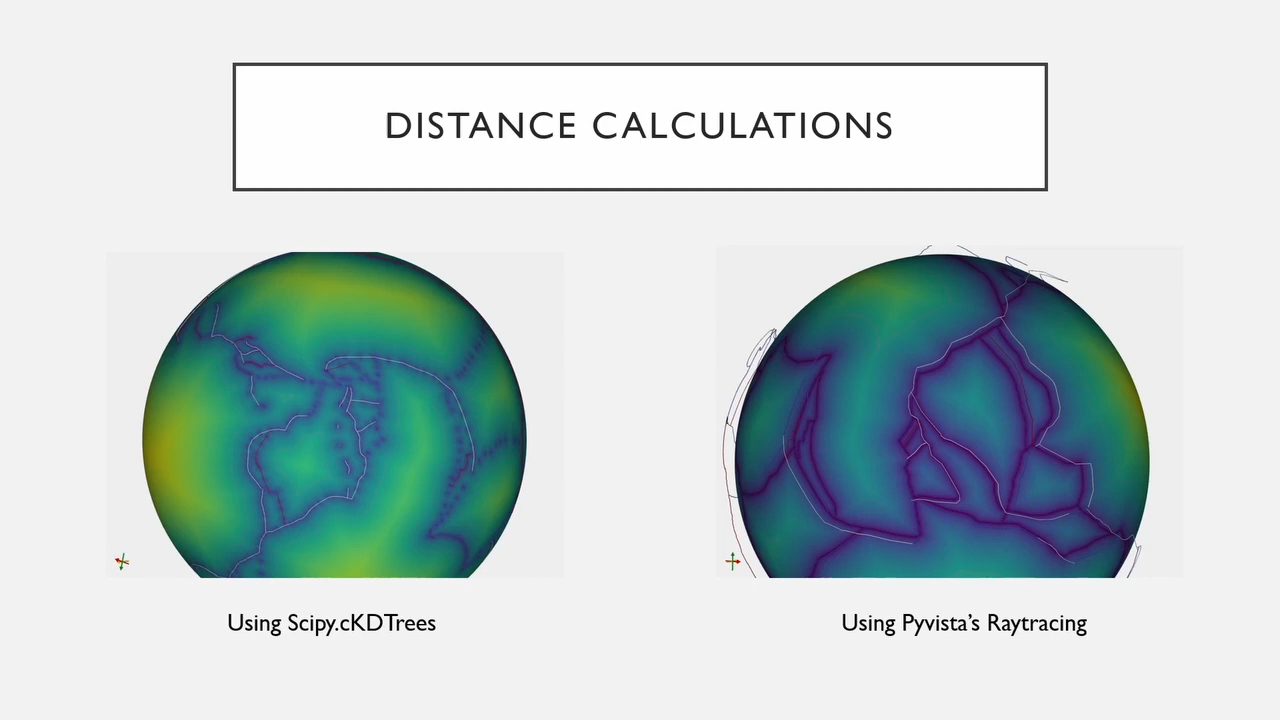 DISTANCE CALCULATIONS
Using Scipy.cKDTrees
Using Pyvista's Raytracing